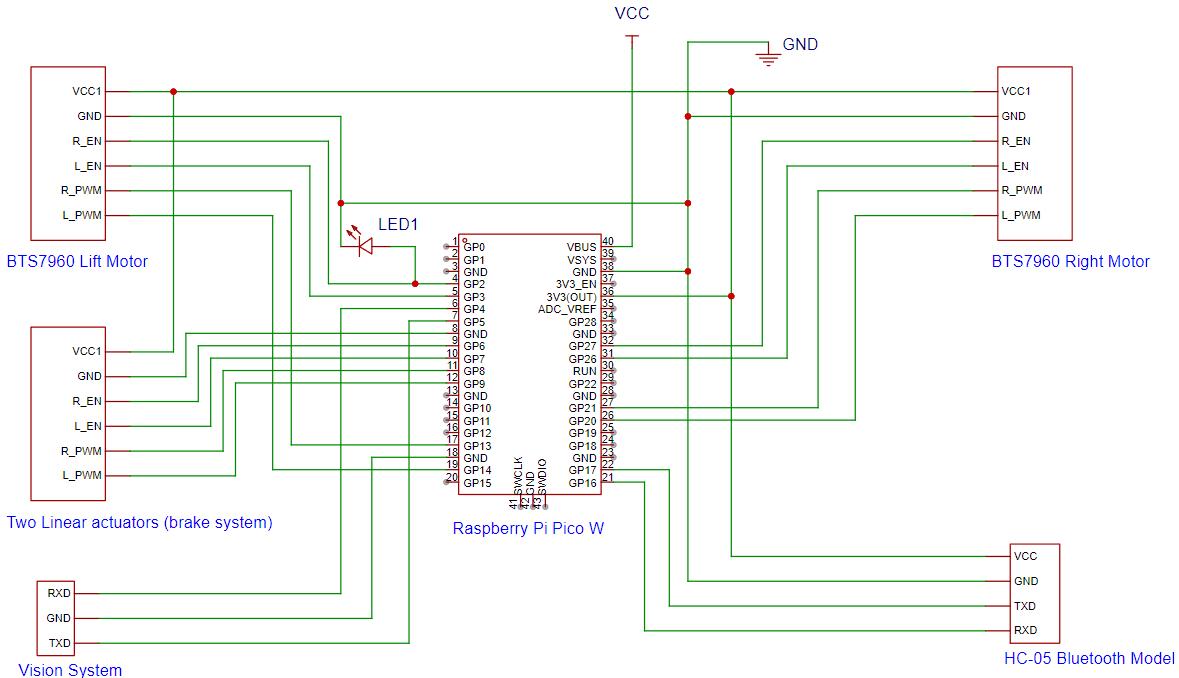 VCC
GND
VCC1
GND
R_EN
L_EN
R_PWM
L_PWM
BTS7960 Lift Motor
VCC1
GND
R_EN
L_EN
R_PWM
L_PWM
BTS7960 Right Motor
LED1
1 GP0
2 GP1
3 GND
4 GP2
5 GP3
6 GP4
7 GP5
8 GND
9 GP6
10 GP7
11 GP8
12 GP9
13 GND
14 GP10
15 GP11
16 GP12
17 GP13
18 GND
19 GP14
20 GP15
VBUS 40
VSYS 39
GND 38
3V3_EN 37
3V3(OUT) 36
ADC_VREF 35
GP28 34
GND 33
GP27 32
GP26 31
RUN 30
GP22 29
GND 28
GP21 27
GP20 26
GP19 25
GP18 24
GND 23
GP17 22
GP16 21
41 SWCLK
42 GND
43 SWDIO
Raspberry Pi Pico W
VCC1
GND
R_EN
L_EN
R_PWM
L_PWM
Two Linear actuators (brake system)
RXD
GND
TXD
Vision System
VCC
GND
TXD
RXD
HC-05 Bluetooth Model